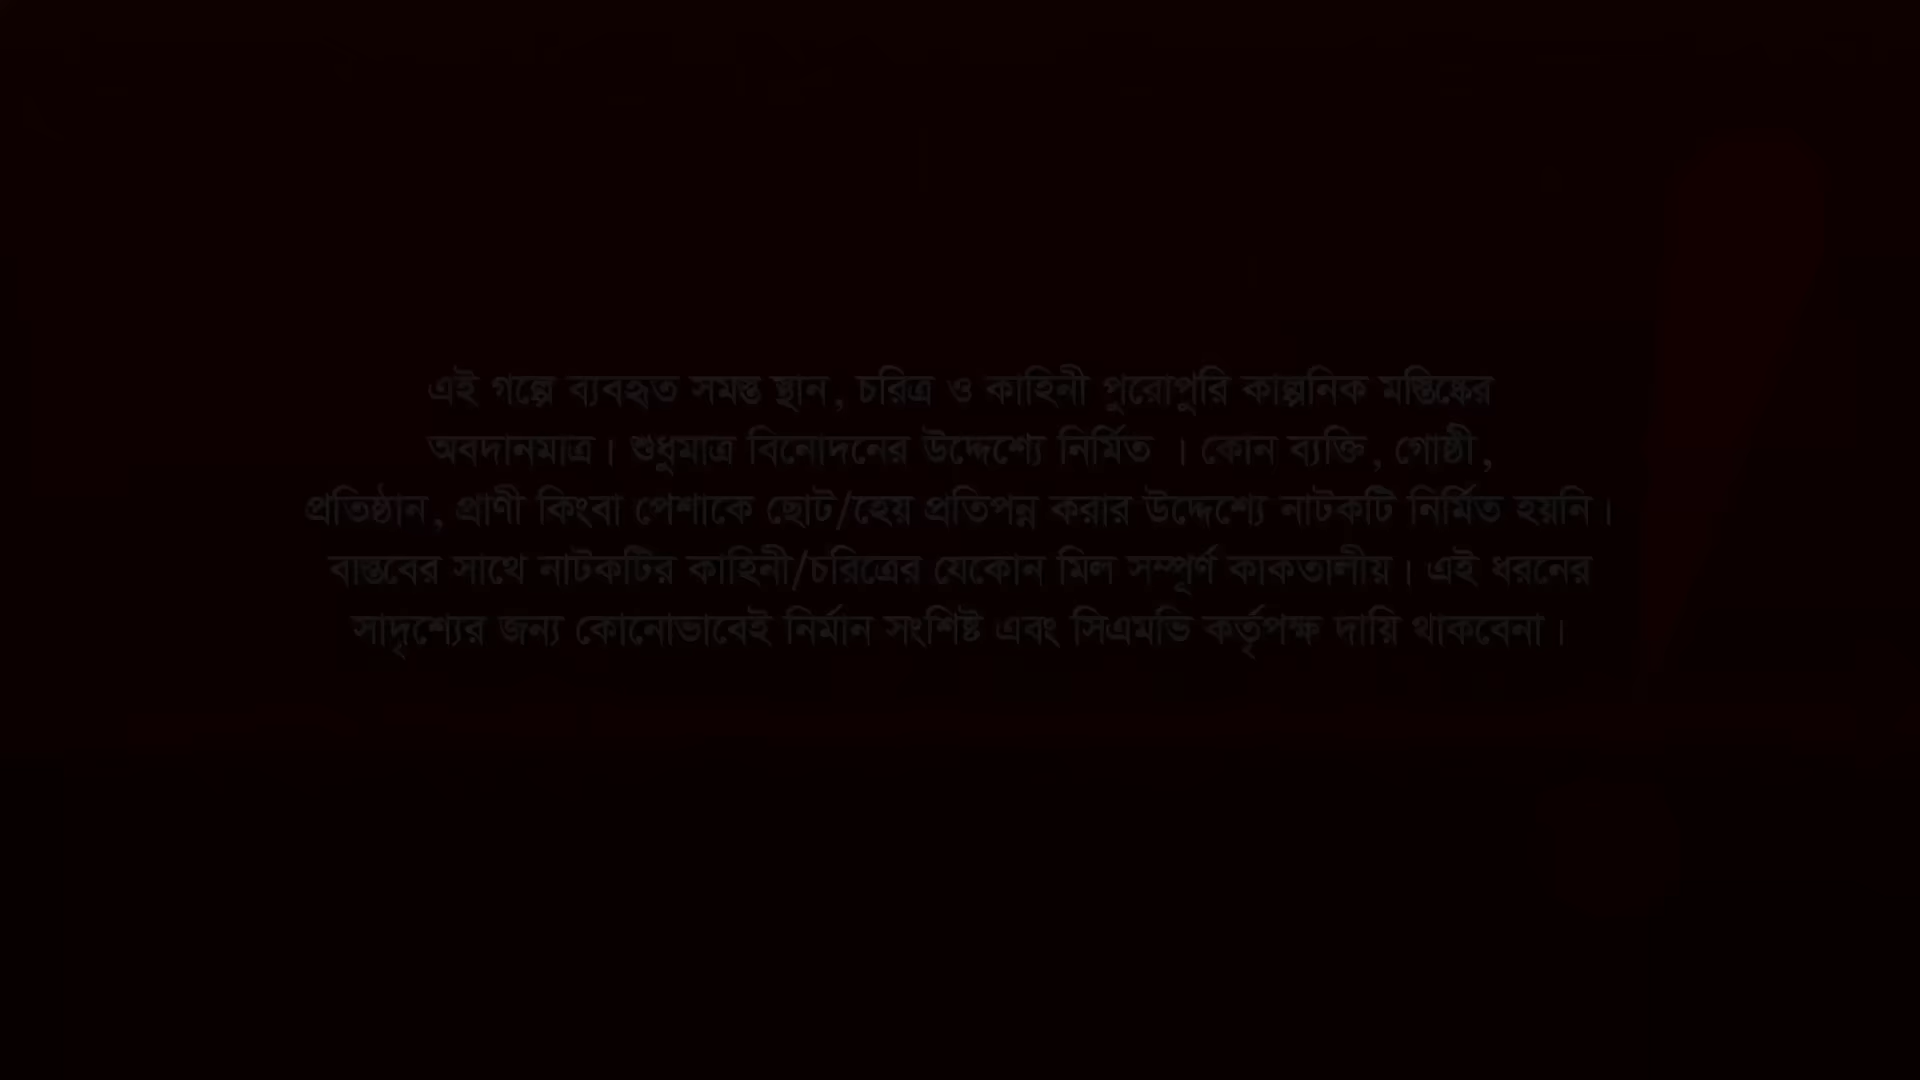 এই গল্পে ব্যবহৃত সমস্ত স্থান, চরিত্র ও কাহিনী পুরোপুরি কাল্পনিক মস্তিষ্কের
অবদানমাত্র। শুধুমাত্র বিনোদনের উদ্দেশ্যে নির্মিত । কোন ব্যক্তি, গোষ্ঠী,
প্রতিষ্ঠান, প্রাণী কিংবা পেশাকে ছোট/হেয় প্রতিপন্ন করার উদ্দেশ্যে নাটকটি নির্মিত হয়নি।
বাস্তবের সাথে নাটকটির কাহিনী/চরিত্রের যেকোন মিল সম্পূর্ণ কাকতালীয়। এই ধরনের
সাদৃশ্যের জন্য কোনোভাবেই নির্মান সংশিষ্ট এবং সিএমভি কর্তৃপক্ষ দায়ি থাকবেনা।